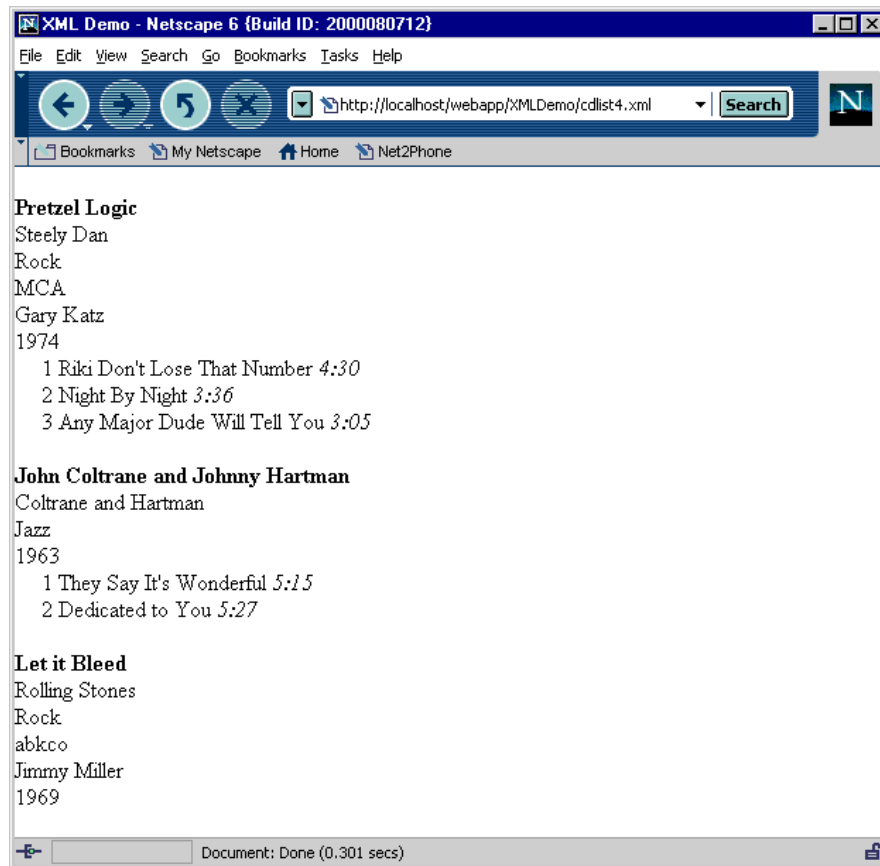 N XML Demo - Netscape 6 {Build ID: 2000080712}
File Edit View Search Go Bookmarks Tasks Help
http://localhost/webapp/XMLDemo/cdlist4.xml Search N
Bookmarks My Netscape Home Net2Phone
Pretzel Logic
Steely Dan
Rock
MCA
Gary Katz
1974
1 Riki Don't Lose That Number 4:30
2 Night By Night 3:36
3 Any Major Dude Will Tell You 3:05
John Coltrane and Johnny Hartman
Coltrane and Hartman
Jazz
1963
1 They Say It's Wonderful 5:15
2 Dedicated to You 5:27
Let it Bleed
Rolling Stones
Rock
abkco
Jimmy Miller
1969
Document: Done (0.301 secs)